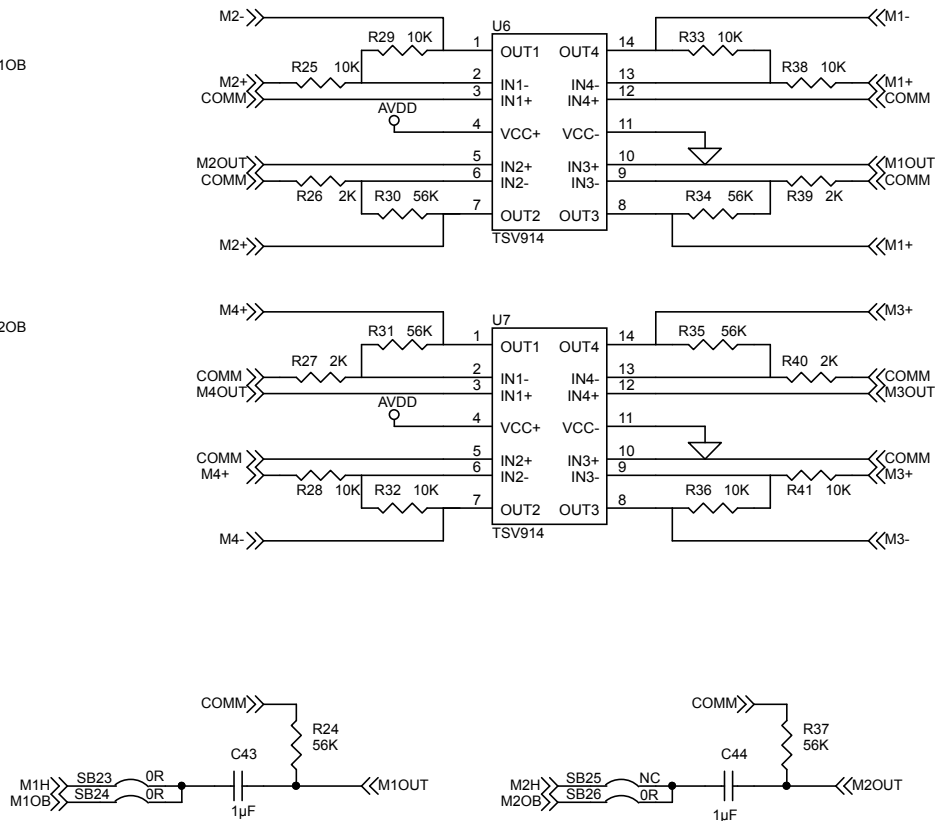 M2-
U6
M1-
R29 10K
1
OUT1
OUT4
14
R33 10K
1OB
R25 10K
2
IN1-
IN4-
13
R38 10K
M2+
M1+
COMM
3
IN1+
IN4+
12
COMM
AVDD
4
VCC+
VCC-
11
M2OUT
5
IN2+
IN3+
10
M1OUT
COMM
6
IN2-
IN3-
9
COMM
R26 2K
R30 56K
R34 56K
R39 2K
7
OUT2
OUT3
8
M2+
TSV914
M1+
M4+
U7
M3+
2OB
R31 56K
1
OUT1
OUT4
14
R35 56K
R27 2K
R40 2K
COMM
2
IN1-
IN4-
13
COMM
M4OUT
3
IN1+
IN4+
12
M3OUT
AVDD
4
VCC+
VCC-
11
COMM
5
IN2+
IN3+
10
COMM
M4+
6
IN2-
IN3-
9
M3+
R28 10K
R32 10K
R36 10K
R41 10K
7
OUT2
OUT3
8
M4-
TSV914
M3-
COMM
R24
56K
C43
M1H
SB23 0R
M1OB
SB24 0R
M1OUT
1µF
COMM
R37
56K
C44
M2H
SB25 NC
M2OB
SB26 0R
M2OUT
1µF